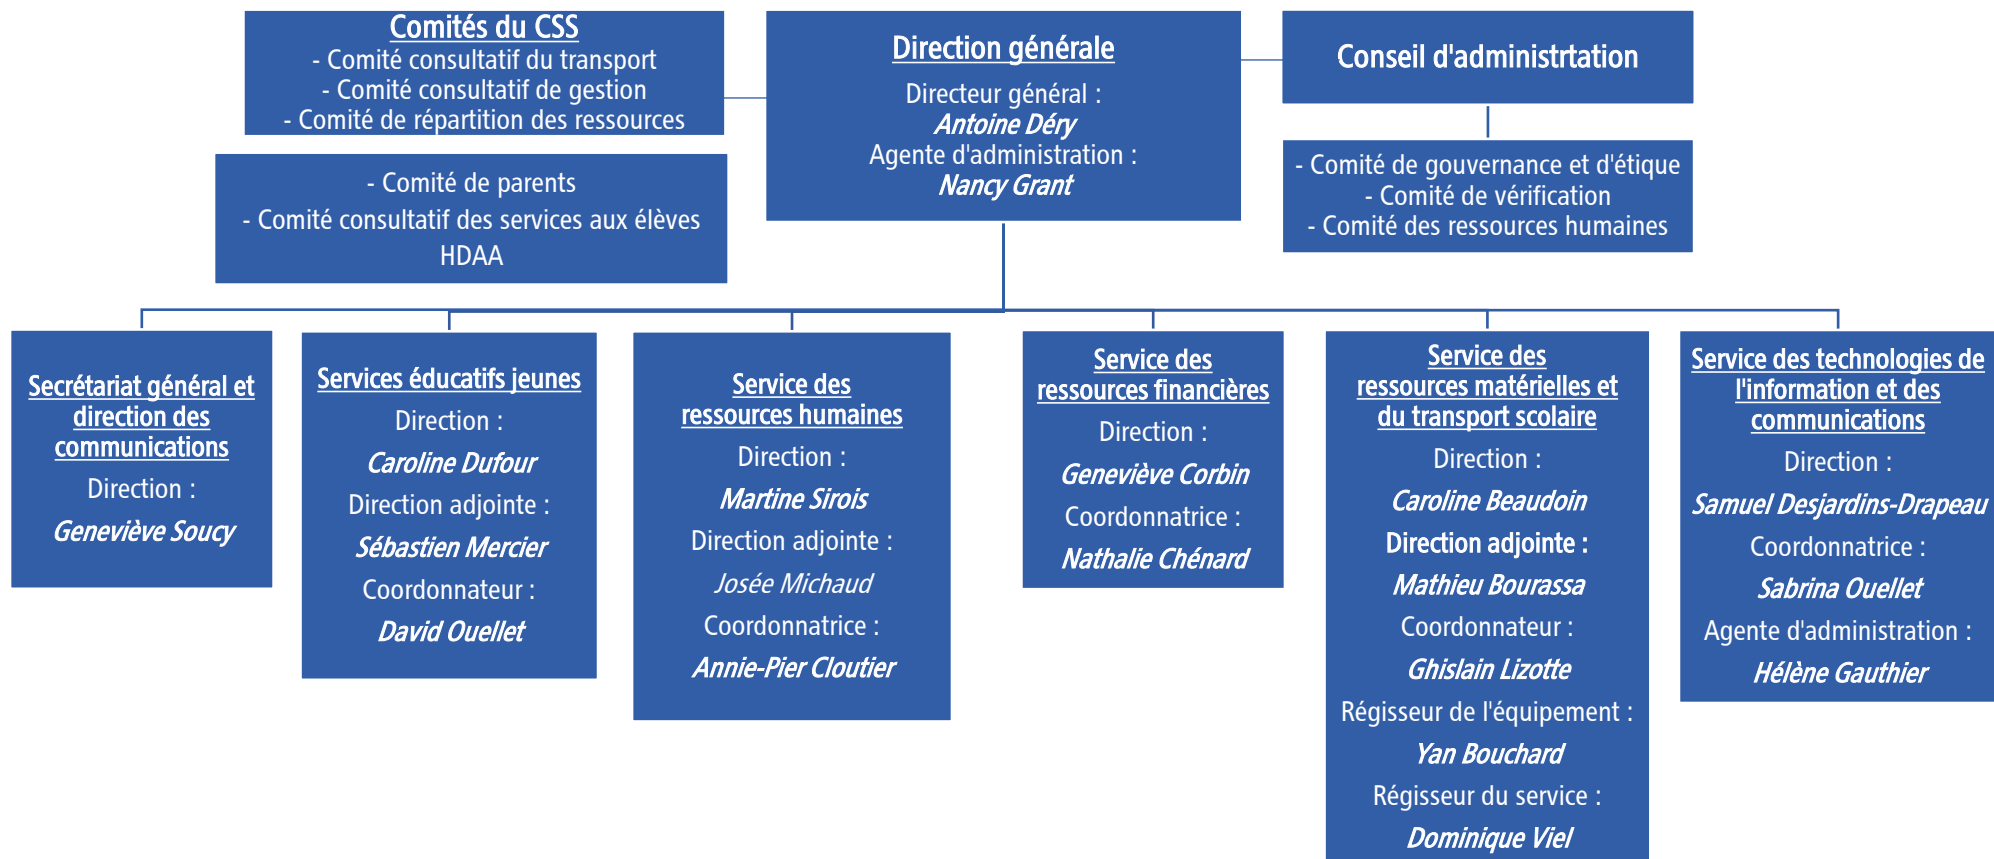 Comités du CSS
- Comité consultatif du transport
- Comité consultatif de gestion
- Comité de répartition des ressources
- Comité de parents
- Comité consultatif des services aux élèves
HDAA
Direction générale
Directeur général :
Antoine Déry
Agente d'administration :
Nancy Grant
Conseil d'administrtation
- Comité de gouvernance et d'étique
- Comité de vérification
- Comité des ressources humaines
Secrétariat général et
direction des
communications
Direction :
Geneviève Soucy
Services éducatifs jeunes
Direction :
Caroline Dufour
Direction adjointe :
Sébastien Mercier
Coordonnateur :
David Ouellet
Service des
ressources humaines
Direction :
Martine Sirois
Direction adjointe :
Josée Michaud
Coordonnatrice :
Annie-Pier Cloutier
Service des
ressources financières
Direction :
Geneviève Corbin
Coordonnatrice :
Nathalie Chénard
Service des
ressources matérielles et
du transport scolaire
Direction :
Caroline Beaudoin
Direction adjointe :
Mathieu Bourassa
Coordonnateur :
Ghislain Lizotte
Régisseur de l'équipement :
Yan Bouchard
Régisseur du service :
Dominique Viel
Service des technologies de
l'information et des
communications
Direction :
Samuel Desjardins-Drapeau
Coordonnatrice :
Sabrina Ouellet
Agente d'administration :
Hélène Gauthier